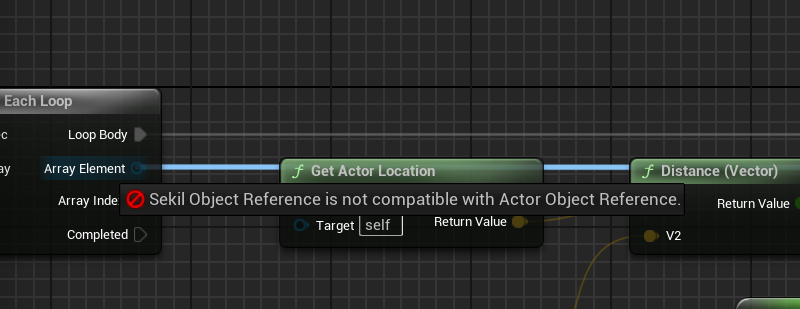 Each Loop
ec
Loop Body
ay
Array Element
Array Inde
Completed
Sekil Object Reference is not compatible with Actor Object Reference.
f Get Actor Location
Target self
Return Value
f Distance (Vector)
Return Value
V2